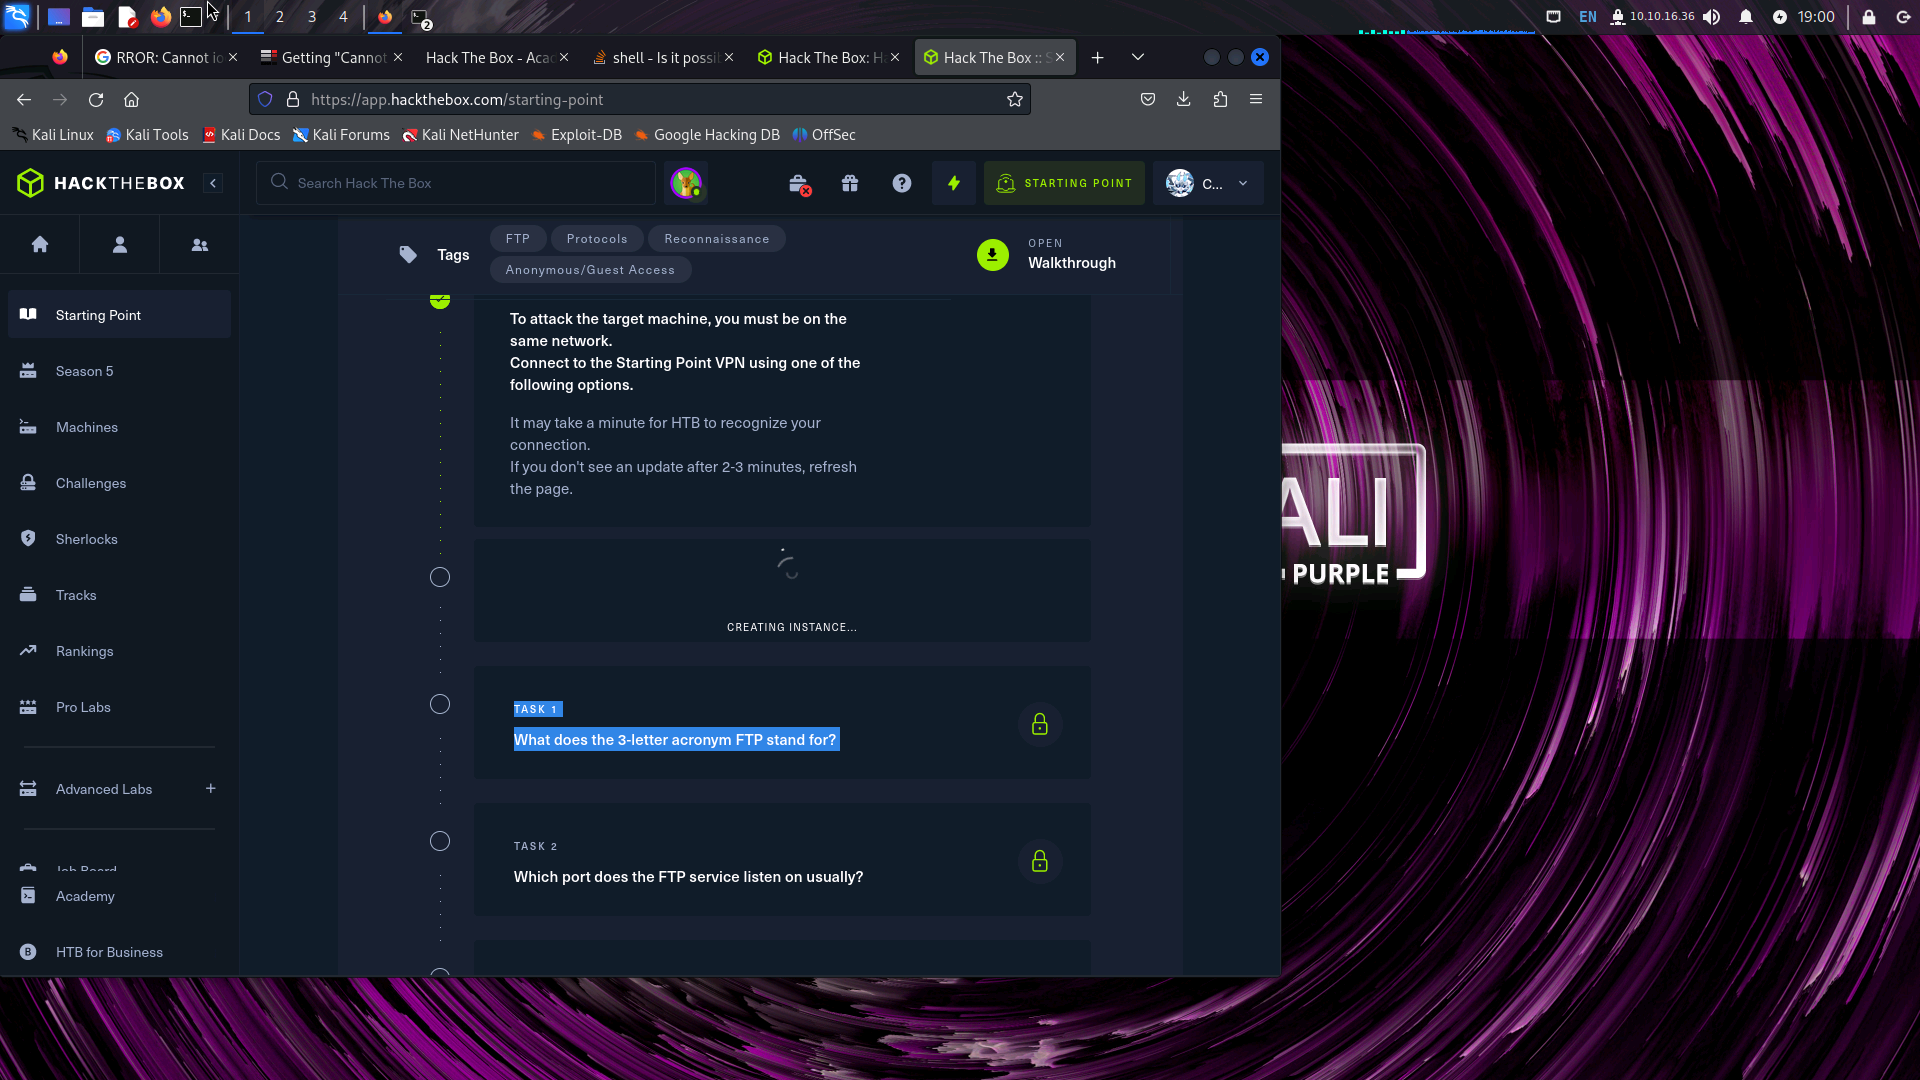 1 2 3 4
2
EN 10.10.16.36 19:00
RROR: Cannot io
Getting "Cannot
Hack The Box - Aca
shell - Is it possi
Hack The Box: H
Hack The Box :: S
https://app.hackthebox.com/starting-point
Kali Linux Kali Tools Kali Docs Kali Forums Kali NetHunter Exploit-DB Google Hacking DB OffSec
HACKTHEBOX
Search Hack The Box
STARTING POINT
C...
Tags
FTP Protocols Reconnaissance
Anonymous/Guest Access
OPEN
Walkthrough
Starting Point
Season 5
Machines
Challenges
Sherlocks
Tracks
Rankings
Pro Labs
Advanced Labs +
Job Board
Academy
HTB for Business
To attack the target machine, you must be on the
same network.
Connect to the Starting Point VPN using one of the
following options.
It may take a minute for HTB to recognize your
connection.
If you don't see an update after 2-3 minutes, refresh
the page.
CREATING INSTANCE...
TASK 1
What does the 3-letter acronym FTP stand for?
TASK 2
Which port does the FTP service listen on usually?
ALI
PURPLE